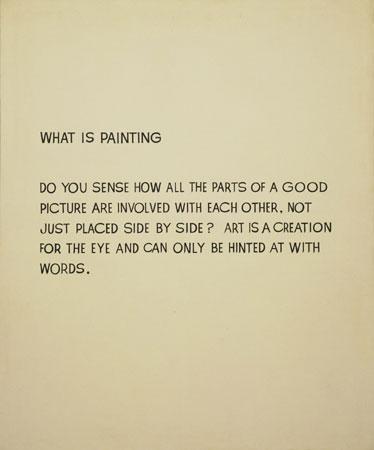 WHAT IS PAINTING
DO YOU SENSE HOW ALL THE PARTS OF A GOOD
PICTURE ARE INVOLVED WITH EACH OTHER, NOT
JUST PLACED SIDE BY SIDE? ART IS A CREATION
FOR THE EYE AND CAN ONLY BE HINTED AT WITH
WORDS.